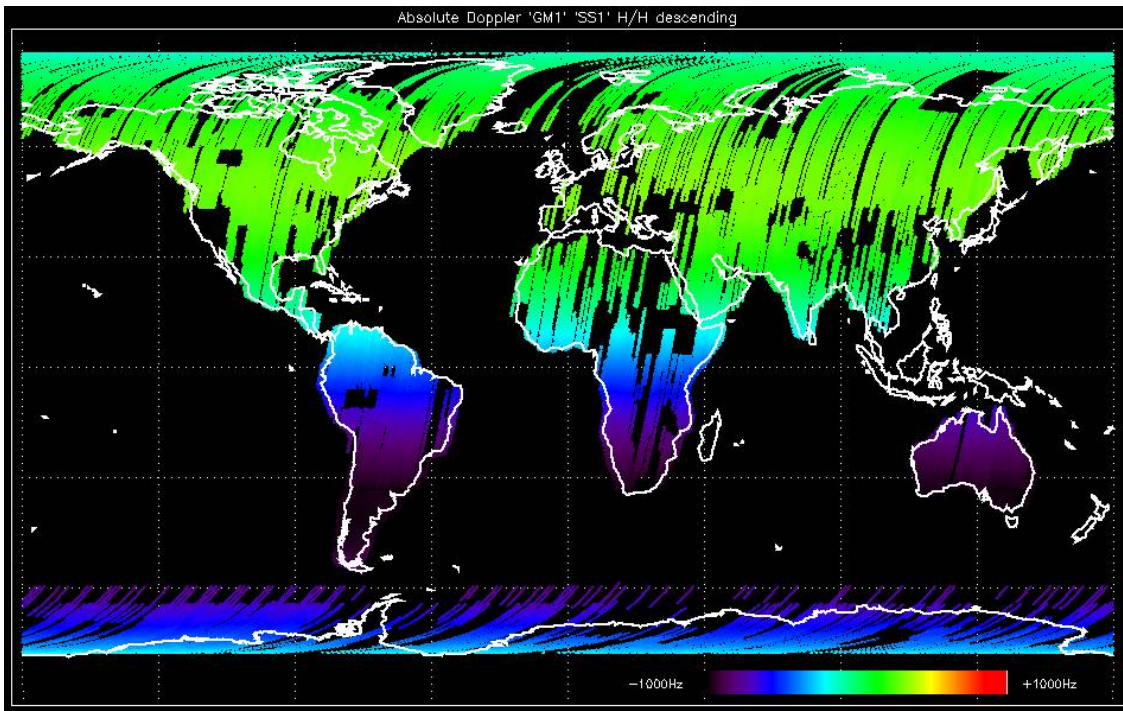 Absolute Doppler 'GM1' 'SS1' H/H descending
-1000Hz +1000Hz